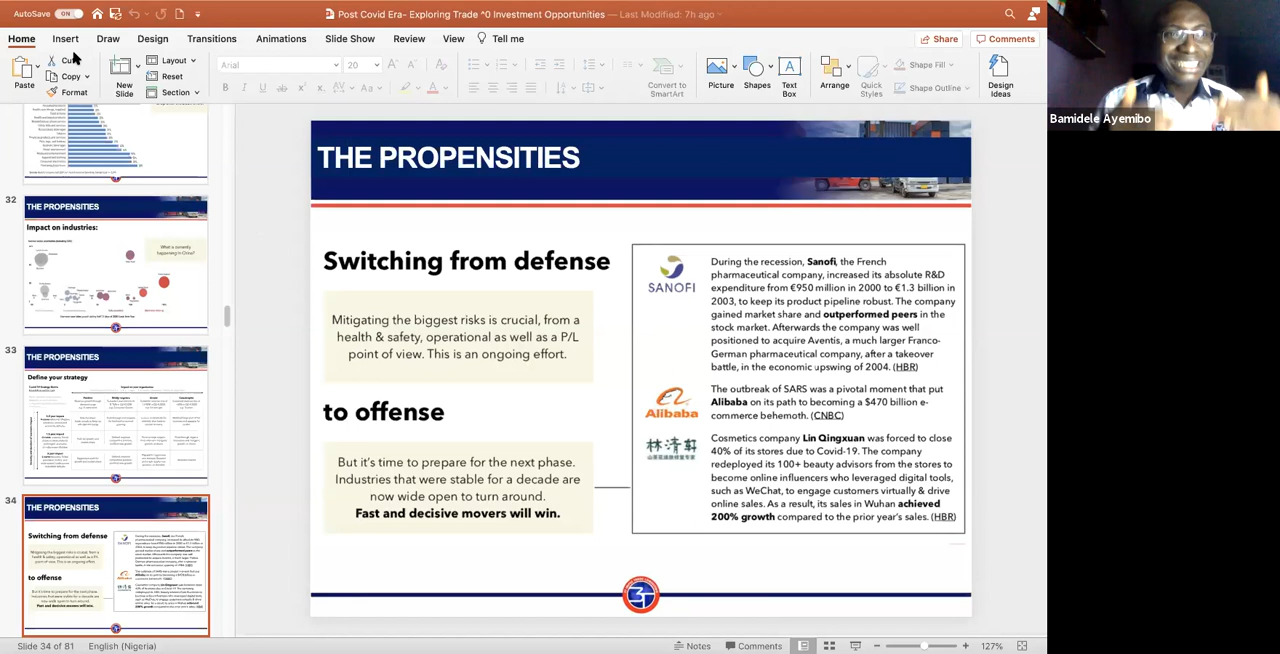 AutoSave ON
Post Covid Era- Exploring Trade ^0 Investment Opportunities — Last Modified: 7h ago
Home Insert Draw Design Transitions Animations Slide Show Review View Tell me
Share Comments
Paste
Cut
Copy
Format
New
Slide
Layout
Reset
Section
Arial 20
Convert to
SmartArt
Picture
Shapes
Text
Box
Arrange
Quick
Styles
Shape Fill
Shape Outline
Design
Ideas
Bamidele Ayemibo
32
THE PROPENSITIES
Impact on industries:
What is currently
happening in China?
33
THE PROPENSITIES
Define your strategy
34
THE PROPENSITIES
Switching from defense
to offense
THE PROPENSITIES
Switching from defense
Mitigating the biggest risks is crucial, from a
health & safety, operational as well as a P/L
point of view. This is an ongoing effort.
to offense
But it's time to prepare for the next phase.
Industries that were stable for a decade are
now wide open to turn around.
Fast and decisive movers will win.
SANOFI
During the recession, Sanofi, the French
pharmaceutical company, increased its absolute R&D
expenditure from €950 million in 2000 to €1.3 billion in
2003, to keep its product pipeline robust. The company
gained market share and outperformed peers in the
stock market. Afterwards the company was well
positioned to acquire Aventis, a much larger Franco-
German pharmaceutical company, after a takeover
battle, in the economic upswing of 2004. (HBR)
Alibaba
The outbreak of SARS was a pivotal moment that put
Alibaba on its path to becoming a $470 billion e-
commerce behemoth. (CNBC)
林清轩
Cosmetic company Lin Qingxuan was forced to close
40% of its stores due to Covid-19. The company
redeployed its 100+ beauty advisors from the stores to
become online influencers who leveraged digital tools,
such as WeChat, to engage customers virtually & drive
online sales. As a result, its sales in Wuhan achieved
200% growth compared to the prior year's sales. (HBR)
Slide 34 of 81 English (Nigeria)
Notes Comments 127%